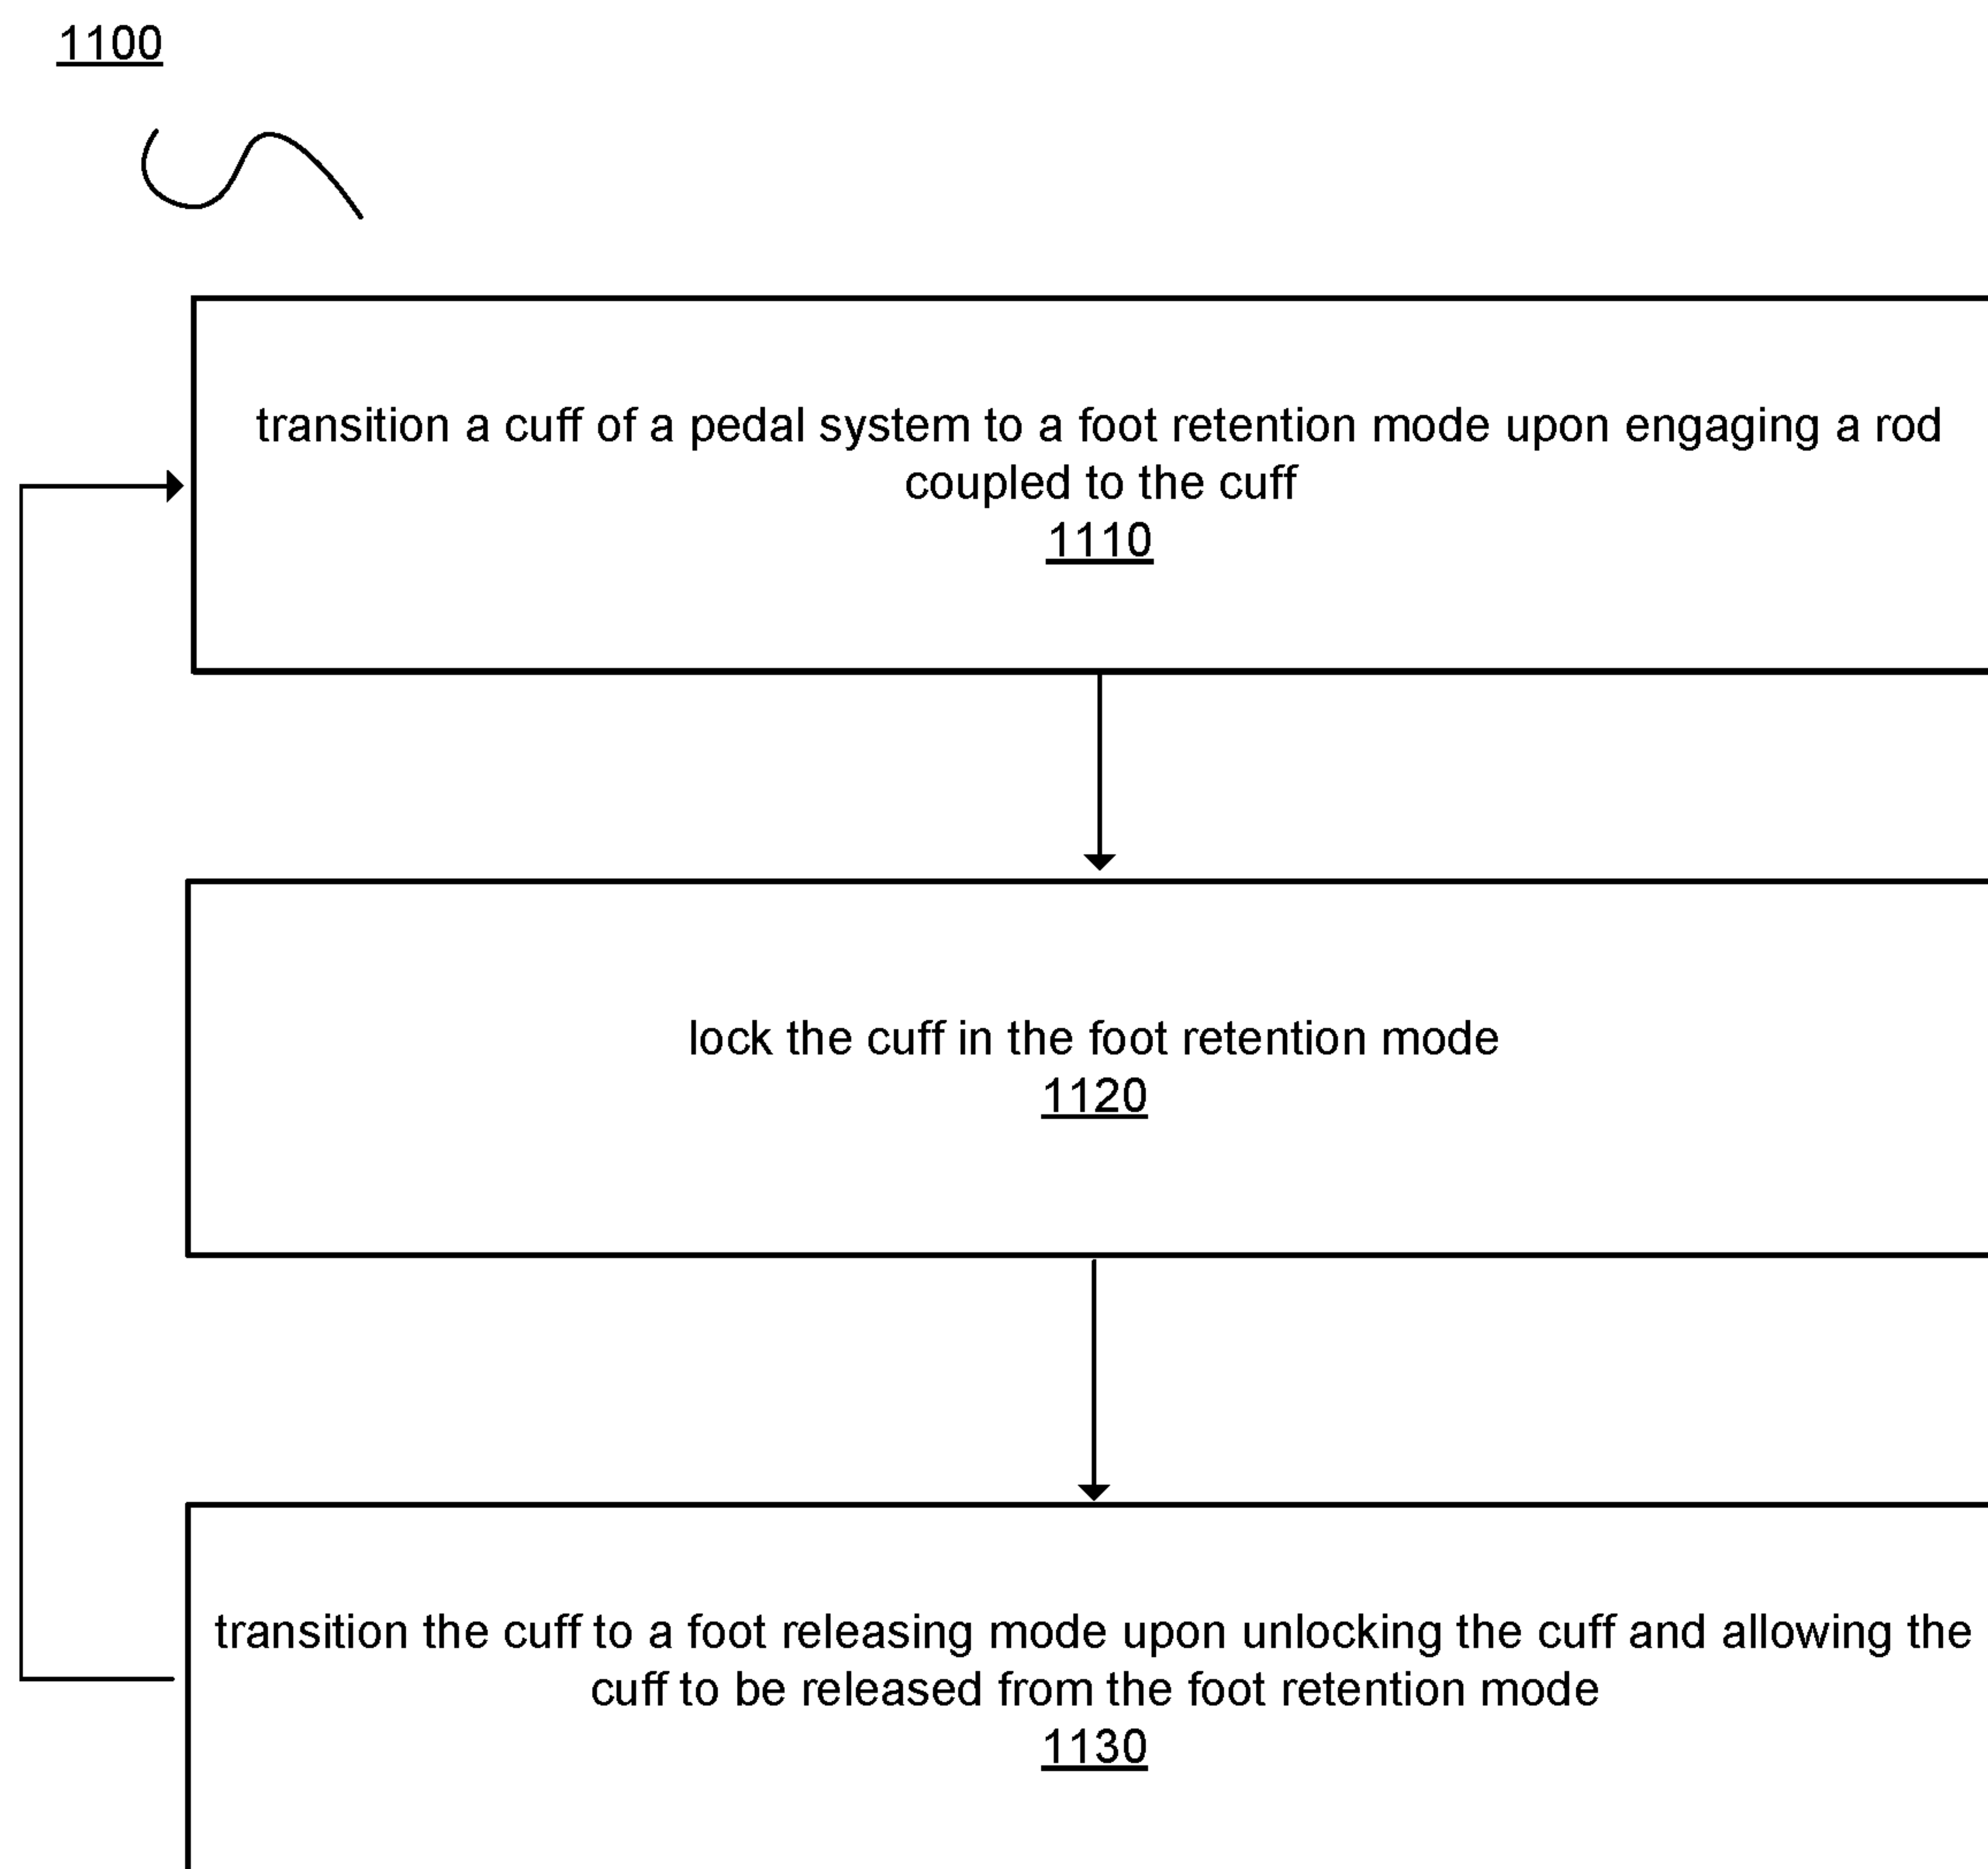 1100
transition a cuff of a pedal system to a foot retention mode upon engaging a rod
coupled to the cuff
1110
lock the cuff in the foot retention mode
1120
transition the cuff to a foot releasing mode upon unlocking the cuff and allowing the
cuff to be released from the foot retention mode
1130